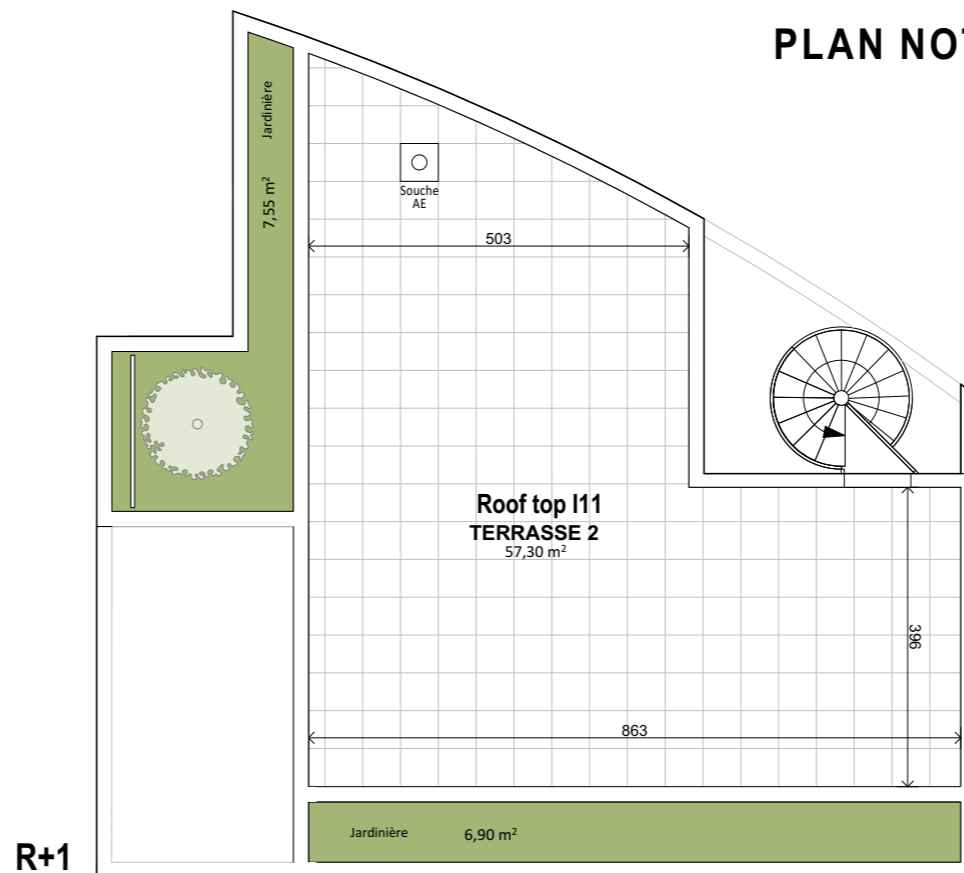 PLAN NOT
Jardinière
7,55 m²
Souche
AE
503
Roof top I11
TERRASSE 2
57,30 m²
396
863
Jardinière 6,90 m²
R+1